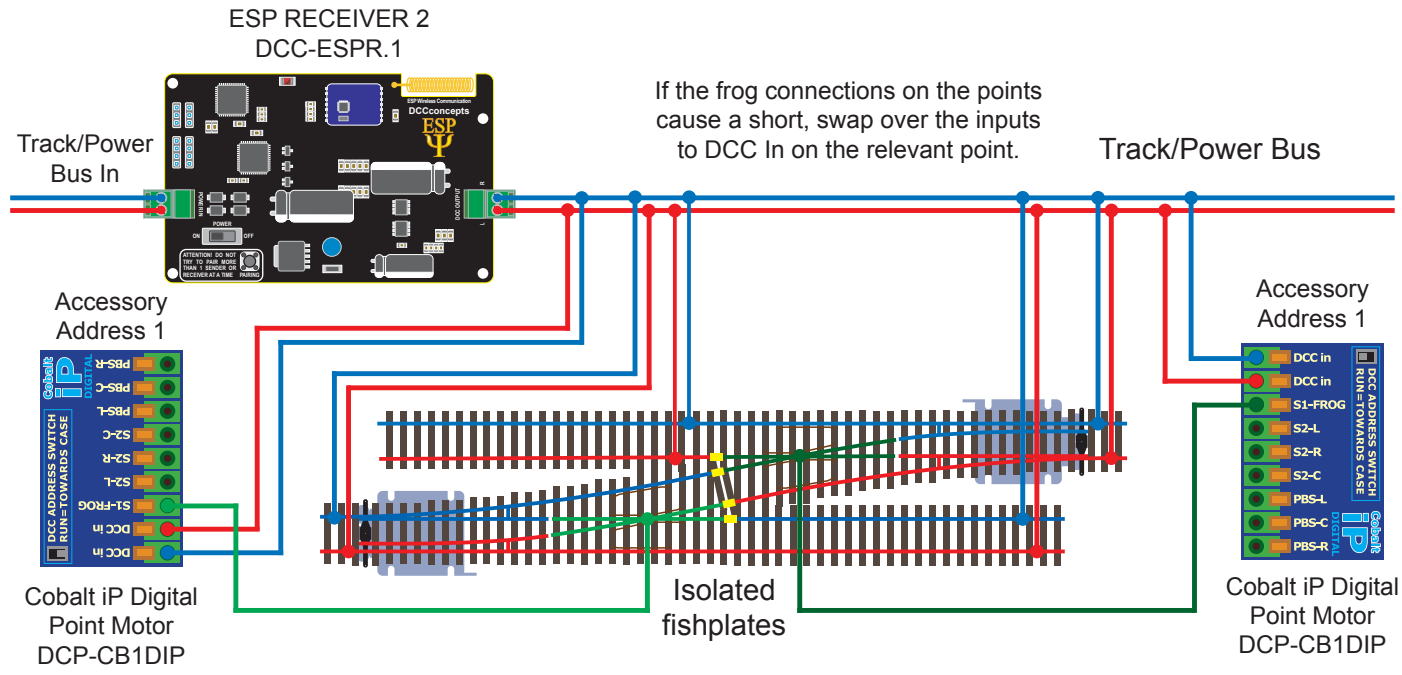 ESP RECEIVER 2
DCC-ESPR.1
ESP Wireless Communication
DCCconcepts
ESP
Ψ
POWER IN
DCC OUTPUT
R
L
POWER
ON
OFF
ATTENTION! DO NOT
TRY TO PAIR MORE
THAN 1 SENDER OR
RECEIVER AT A TIME
PAIRING
Track/Power
Bus In
If the frog connections on the points
cause a short, swap over the inputs
to DCC In on the relevant point.
Track/Power Bus
Accessory
Address 1
Cobalt
iP
DIGITAL
DCC ADDRESS SWITCH
RUN=TOWARDS CASE
PBS-R
PBS-C
PBS-L
S2-C
S2-R
S2-L
S1-FROG
DCC in
DCC in
Cobalt iP Digital
Point Motor
DCP-CB1DIP
Isolated
fishplates
Accessory
Address 1
DCC in
DCC in
S1-FROG
S2-L
S2-R
S2-C
PBS-L
PBS-C
PBS-R
DCC ADDRESS SWITCH
RUN=TOWARDS CASE
Cobalt
iP
DIGITAL
Cobalt iP Digital
Point Motor
DCP-CB1DIP